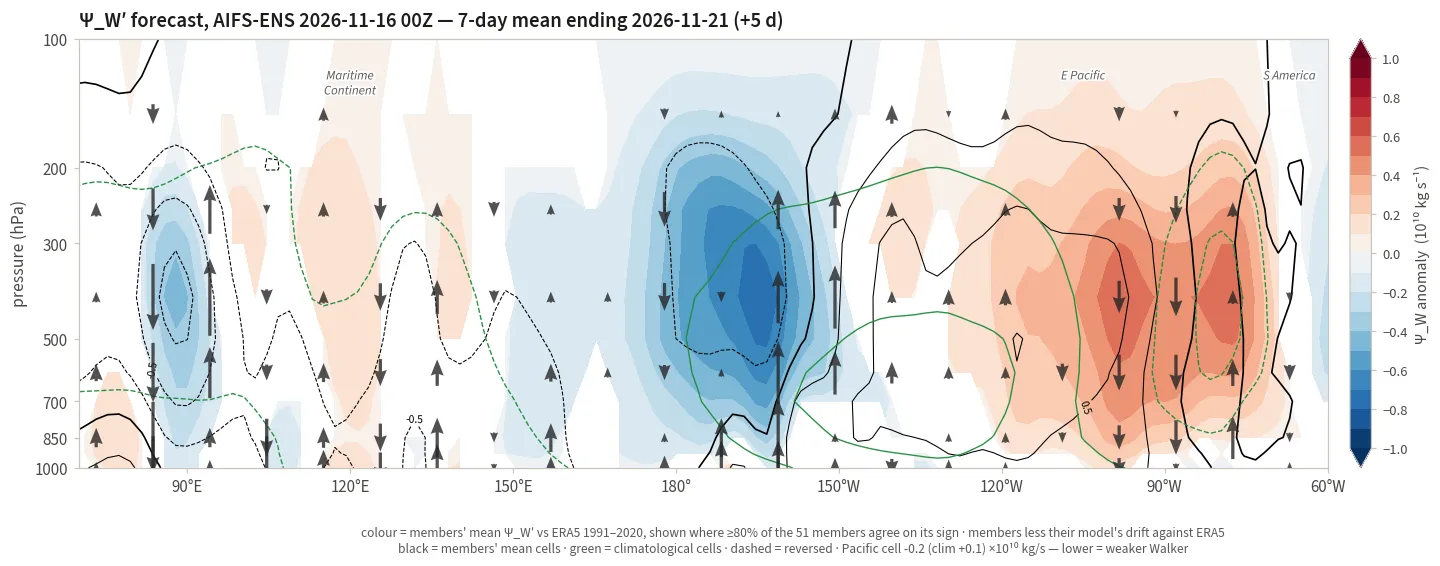 Ψ_W′ forecast, AIFS-ENS 2026-11-16 00Z — 7-day mean ending 2026-11-21 (+5 d)
100
200
300
400
500
700
850
1000
pressure (hPa)
Maritime
Continent
E Pacific
S America
-0.5
0.5
90°E
120°E
150°E
180°
150°W
120°W
90°W
60°W
1.0
0.8
0.6
0.4
0.2
0.0
−0.2
−0.4
−0.6
−0.8
−1.0
Ψ_W anomaly (10¹⁰ kg s⁻¹)
colour = members' mean Ψ_W′ vs ERA5 1991–2020, shown where ≥80% of the 51 members agree on its sign · members less their model's drift against ERA5
black = members' mean cells · green = climatological cells · dashed = reversed · Pacific cell -0.2 (clim +0.1) ×10¹⁰ kg/s — lower = weaker Walker